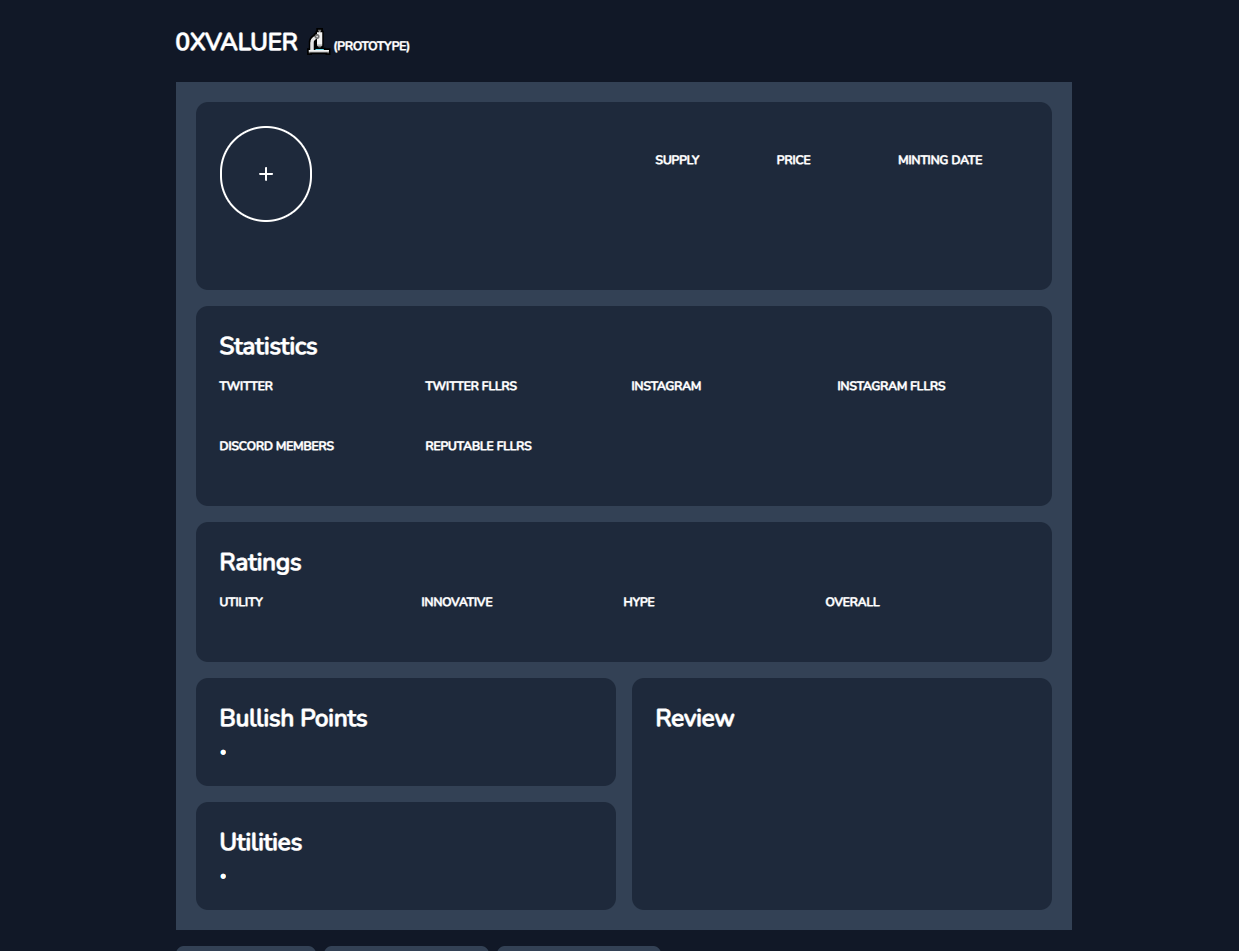 0XVALUER (PROTOTYPE)
+
SUPPLY PRICE MINTING DATE
Statistics
TWITTER TWITTER FLLRS INSTAGRAM INSTAGRAM FLLRS
DISCORD MEMBERS REPUTABLE FLLRS
Ratings
UTILITY INNOVATIVE HYPE OVERALL
Bullish Points
•
Review
Utilities
•